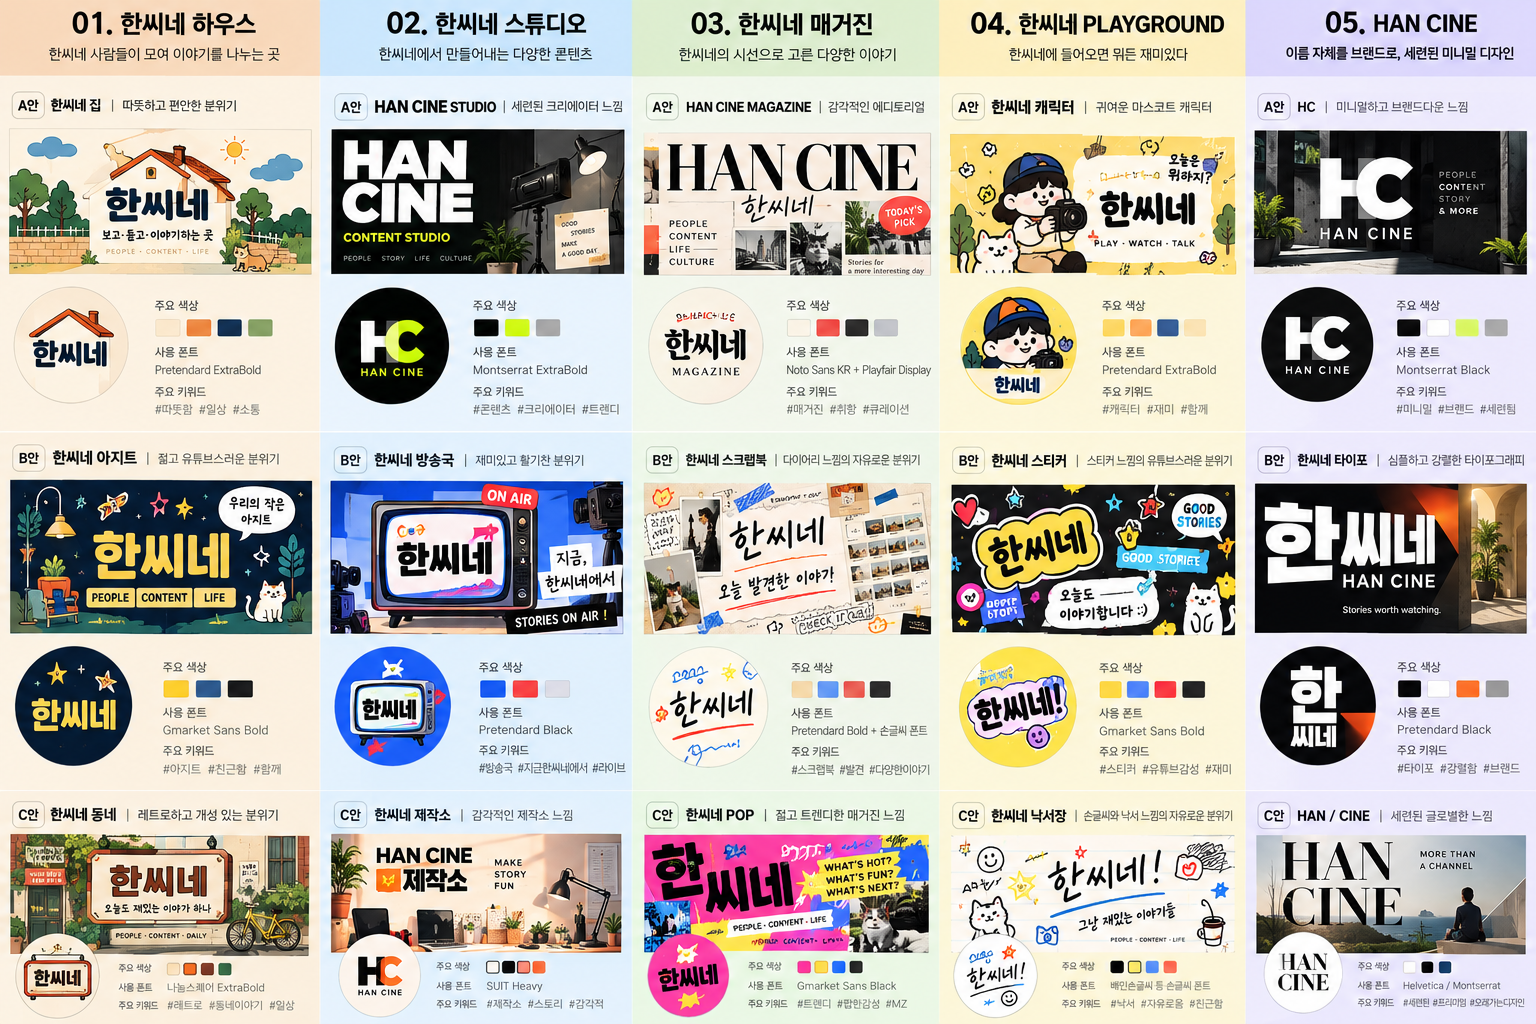 01. 한씨네 하우스
한씨네 사람들이 모여 이야기를 나누는 곳
A안 한씨네 집 | 따뜻하고 편안한 분위기
한씨네
보고·듣고·이야기하는 곳
PEOPLE · CONTENT · LIFE
한씨네
주요 색상
사용 폰트
Pretendard ExtraBold
주요 키워드
#따뜻함 #일상 #소통
B안 한씨네 아지트 | 젊고 유튜브스러운 분위기
우리의 작은
아지트
한씨네
PEOPLE CONTENT LIFE
한씨네
주요 색상
사용 폰트
Gmarket Sans Bold
주요 키워드
#아지트 #친근함 #함께
C안 한씨네 동네 | 레트로하고 개성 있는 분위기
한씨네
오늘도 재밌는 이야가 하나
PEOPLE · CONTENT · DAILY
한씨네
주요 색상
사용 폰트
나눔스퀘어 ExtraBold
주요 키워드
#레트로 #동네이야기 #일상
02. 한씨네 스튜디오
한씨네에서 만들어내는 다양한 콘텐츠
A안 HAN CINE STUDIO | 세련된 크리에이터 느낌
HAN
CINE
CONTENT STUDIO
PEOPLE STORY LIFE CULTURE
GOOD
STORIES
MAKE
A GOOD DAY
HC
HAN CINE
주요 색상
사용 폰트
Montserrat ExtraBold
주요 키워드
#콘텐츠 #크리에이터 #트렌디
B안 한씨네 방송국 | 재미있고 활기찬 분위기
ON AIR
한씨네
지금,
한씨네에서
STORIES ON AIR !
한씨네
주요 색상
사용 폰트
Pretendard Black
주요 키워드
#방송국 #지금한씨네에서 #라이브
C안 한씨네 제작소 | 감각적인 제작소 느낌
HAN CINE
제작소
MAKE
STORY
FUN
HC
HAN CINE
주요 색상
사용 폰트
SUIT Heavy
주요 키워드
#제작소 #스토리 #감각적
03. 한씨네 매거진
한씨네의 시선으로 고른 다양한 이야기
A안 HAN CINE MAGAZINE | 감각적인 에디토리얼
HAN CINE
한씨네
PEOPLE
CONTENT
LIFE
CULTURE
TODAY'S
PICK
Stories for
a more interesting day
한씨네
MAGAZINE
주요 색상
사용 폰트
Noto Sans KR + Playfair Display
주요 키워드
#매거진 #취향 #큐레이션
B안 한씨네 스크랩북 | 다이어리 느낌의 자유로운 분위기
한씨네
오늘 발견한 이야기
CHECK IT
한씨네
주요 색상
사용 폰트
Pretendard Bold + 손글씨 폰트
주요 키워드
#스크랩북 #발견 #다양한이야기
C안 한씨네 POP | 젊고 트렌디한 매거진 느낌
한
씨네
WHAT'S HOT?
WHAT'S FUN?
WHAT'S NEXT?
PEOPLE · CONTENT · LIFE
한씨네
주요 색상
사용 폰트
Gmarket Sans Black
주요 키워드
#트렌디 #팝한감성 #MZ
04. 한씨네 PLAYGROUND
한씨네에 들어오면 뭐든 재미있다
A안 한씨네 캐릭터 | 귀여운 마스코트 캐릭터
오늘은
뭐하지?
한씨네
PLAY · WATCH · TALK
한씨네
주요 색상
사용 폰트
Pretendard ExtraBold
주요 키워드
#캐릭터 #재미 #함께
B안 한씨네 스티커 | 스티커 느낌의 유튜브스러운 분위기
한씨네
GOOD
STORIES
GOOD STORIES
오늘도
이야기합니다 :)
한씨네!
주요 색상
사용 폰트
Gmarket Sans Bold
주요 키워드
#스티커 #유튜브감성 #재미
C안 한씨네 낙서장 | 손글씨와 낙서 느낌의 자유로운 분위기
한씨네!
그냥 재밌는 이야기들
PEOPLE · CONTENT · LIFE
한씨네!
주요 색상
사용 폰트
배민손글씨 등 손글씨 폰트
주요 키워드
#낙서 #자유로움 #친근함
05. HAN CINE
이름 자체를 브랜드로, 세련된 미니멀 디자인
A안 HC | 미니멀하고 브랜드다운 느낌
HC
HAN CINE
PEOPLE
CONTENT
STORY
& MORE
HC
HAN CINE
주요 색상
사용 폰트
Montserrat Black
주요 키워드
#미니멀 #브랜드 #세련됨
B안 한씨네 타이포 | 심플하고 강렬한 타이포그래피
한씨네
HAN CINE
Stories worth watching.
한
씨네
주요 색상
사용 폰트
Pretendard Black
주요 키워드
#타이포 #강렬함 #브랜드
C안 HAN / CINE | 세련된 글로벌한 느낌
HAN
CINE
MORE THAN
A CHANNEL
HAN
CINE
주요 색상
사용 폰트
Helvetica / Montserrat
주요 키워드
#세련된 #프리미엄 #오래가는디자인